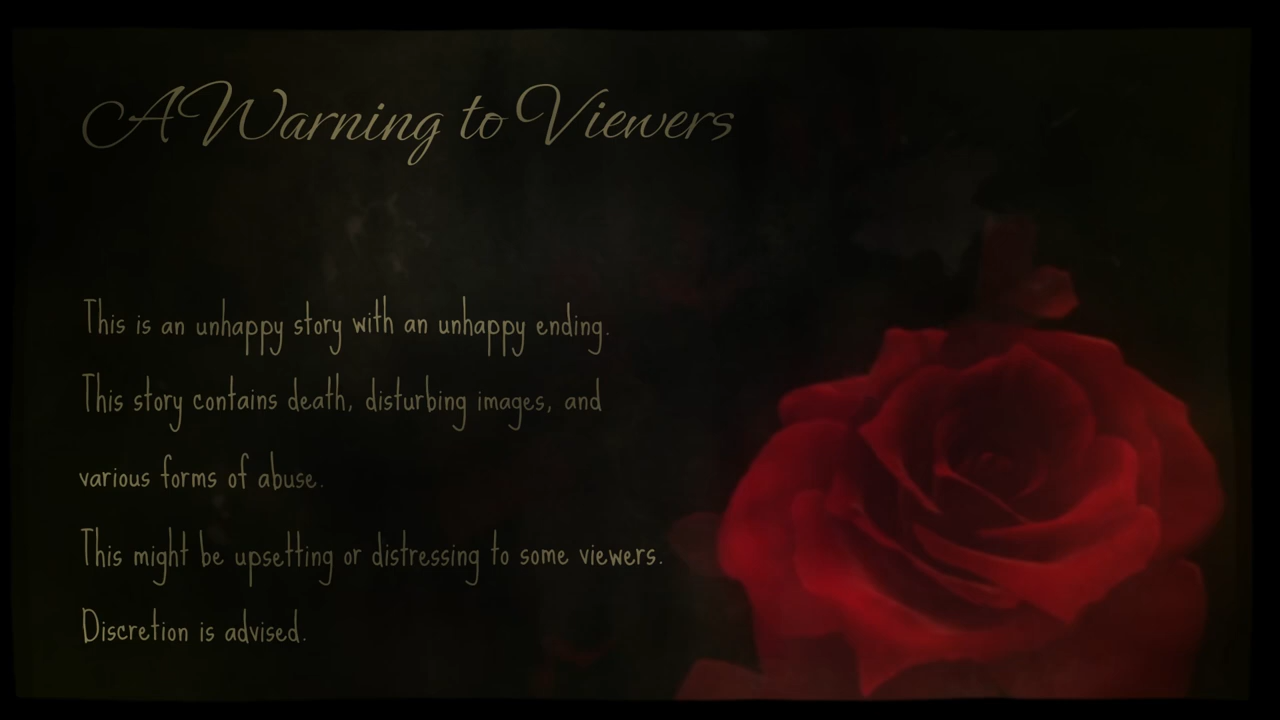 A Warning to Viewers
This is an unhappy story with an unhappy ending.
This story contains death, disturbing images, and
various forms of abuse.
This might be upsetting or distressing to some viewers.
Discretion is advised.